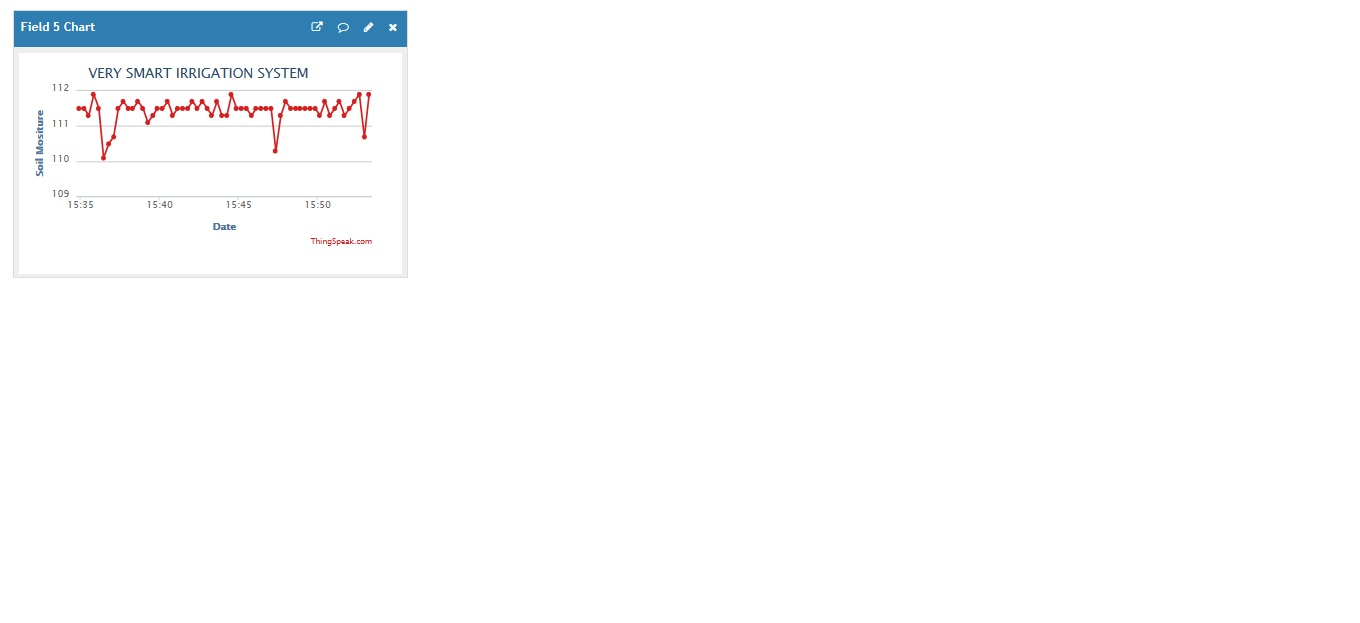 Field 5 Chart
VERY SMART IRRIGATION SYSTEM
Soil Mositure
112
111
110
109
15:35 15:40 15:45 15:50
Date
ThingSpeak.com